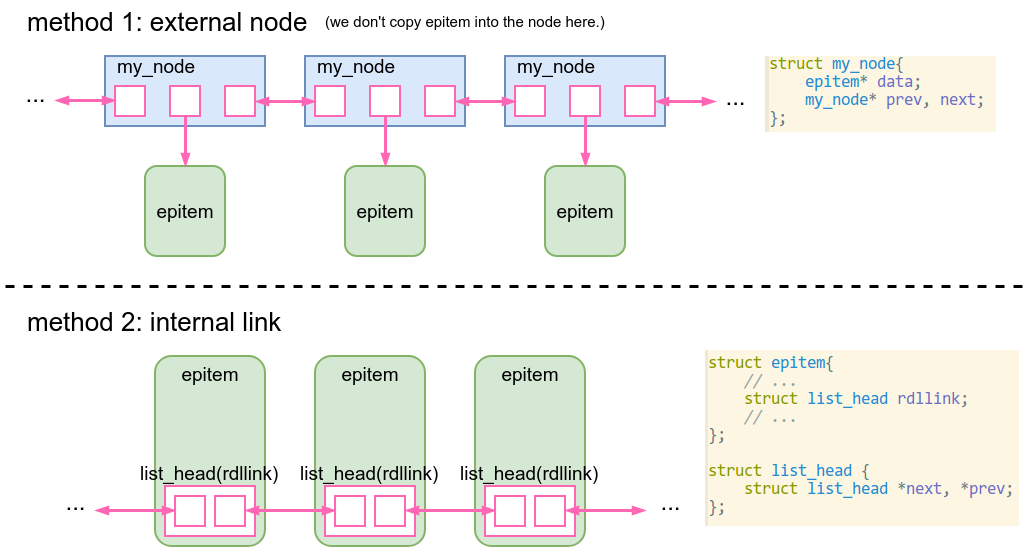 method 1: external node (we don't copy epitem into the node here.)
my_node my_node my_node
... ...
struct my_node{
epitem* data;
my_node* prev, next;
};
epitem epitem epitem
method 2: internal link
epitem epitem epitem
list_head(rdllink) list_head(rdllink) list_head(rdllink)
... ...
struct epitem{
// ...
struct list_head rdllink;
// ...
};
struct list_head {
struct list_head *next, *prev;
};